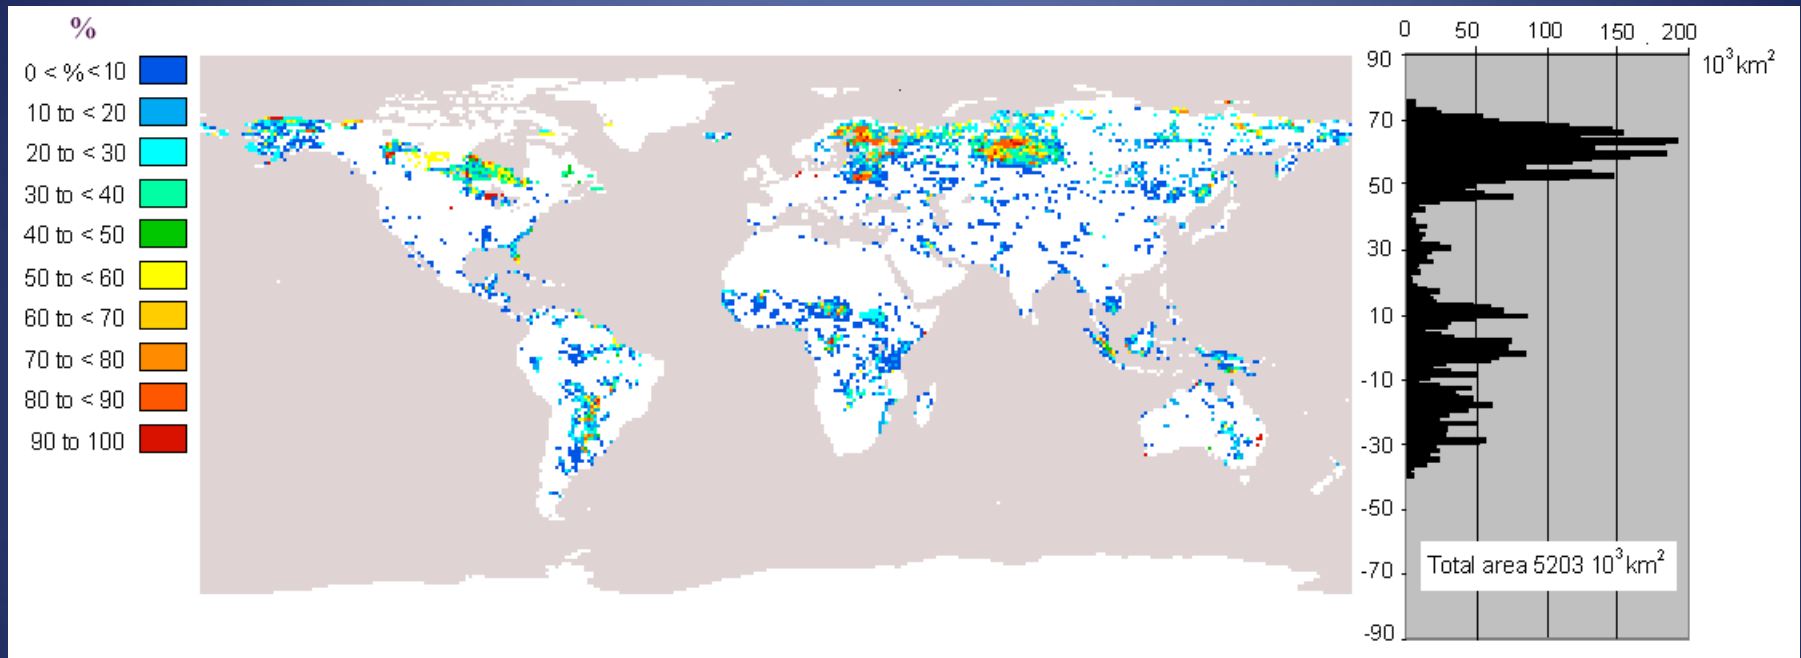 %
0 < % < 10
10 to < 20
20 to < 30
30 to < 40
40 to < 50
50 to < 60
60 to < 70
70 to < 80
80 to < 90
90 to 100
0 50 100 150 200
10³km²
90
70
50
30
10
-10
-30
-50
-70
-90
Total area 5203 10³km²